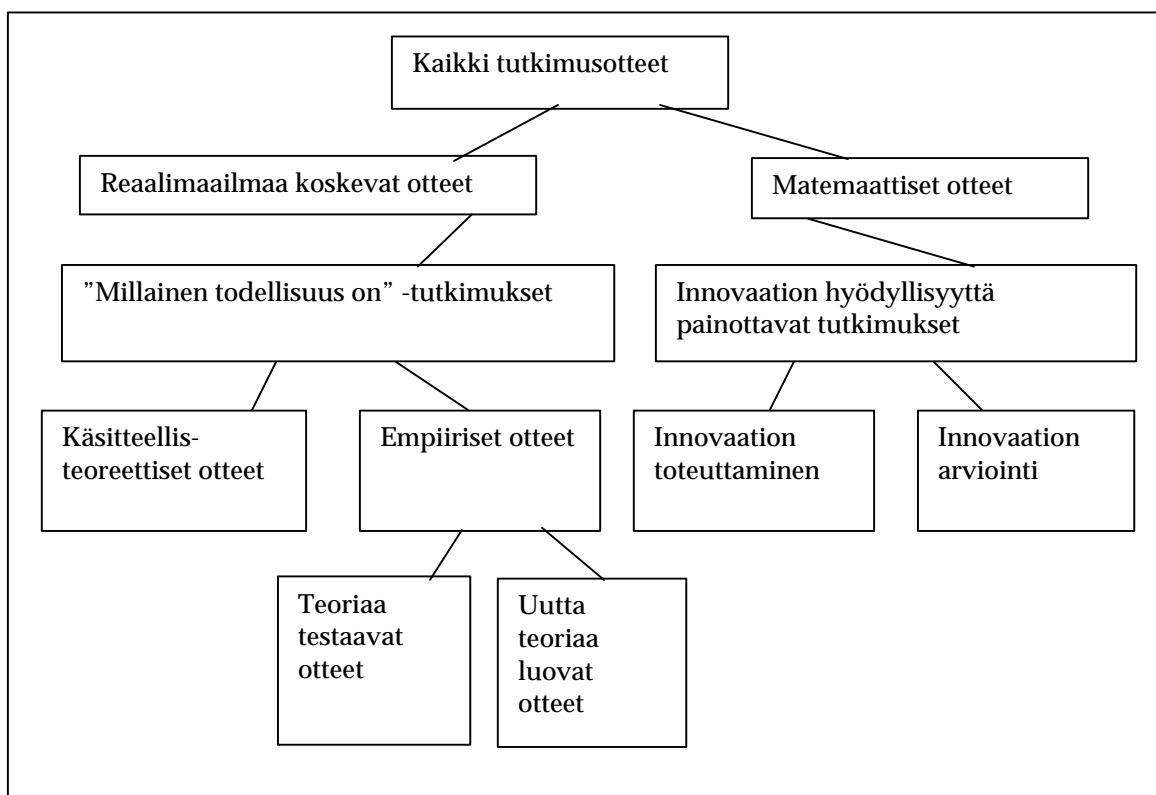 Kaikki tutkimusotteet
Reaalimaailmaa koskevat otteet
Matemaattiset otteet
”Millainen todellisuus on” -tutkimukset
Innovaation hyödyllisyyttä
painottavat tutkimukset
Käsitteellis-
teoreettiset otteet
Empiiriset otteet
Innovaation
toteuttaminen
Innovaation
arviointi
Teoriaa
testaavat
otteet
Uutta
teoriaa
luovat
otteet